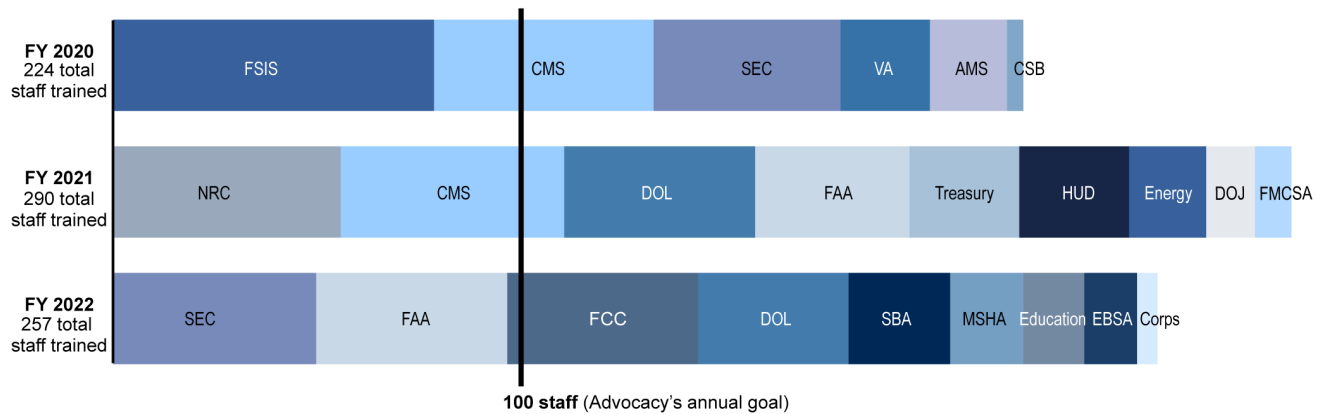 FY 2020
224 total
staff trained
FSIS
CMS
SEC
VA
AMS
CSB
FY 2021
290 total
staff trained
NRC
CMS
DOL
FAA
Treasury
HUD
Energy
DOJ
FMCSA
FY 2022
257 total
staff trained
SEC
FAA
FCC
DOL
SBA
MSHA
Education
EBSA
Corps
100 staff (Advocacy's annual goal)